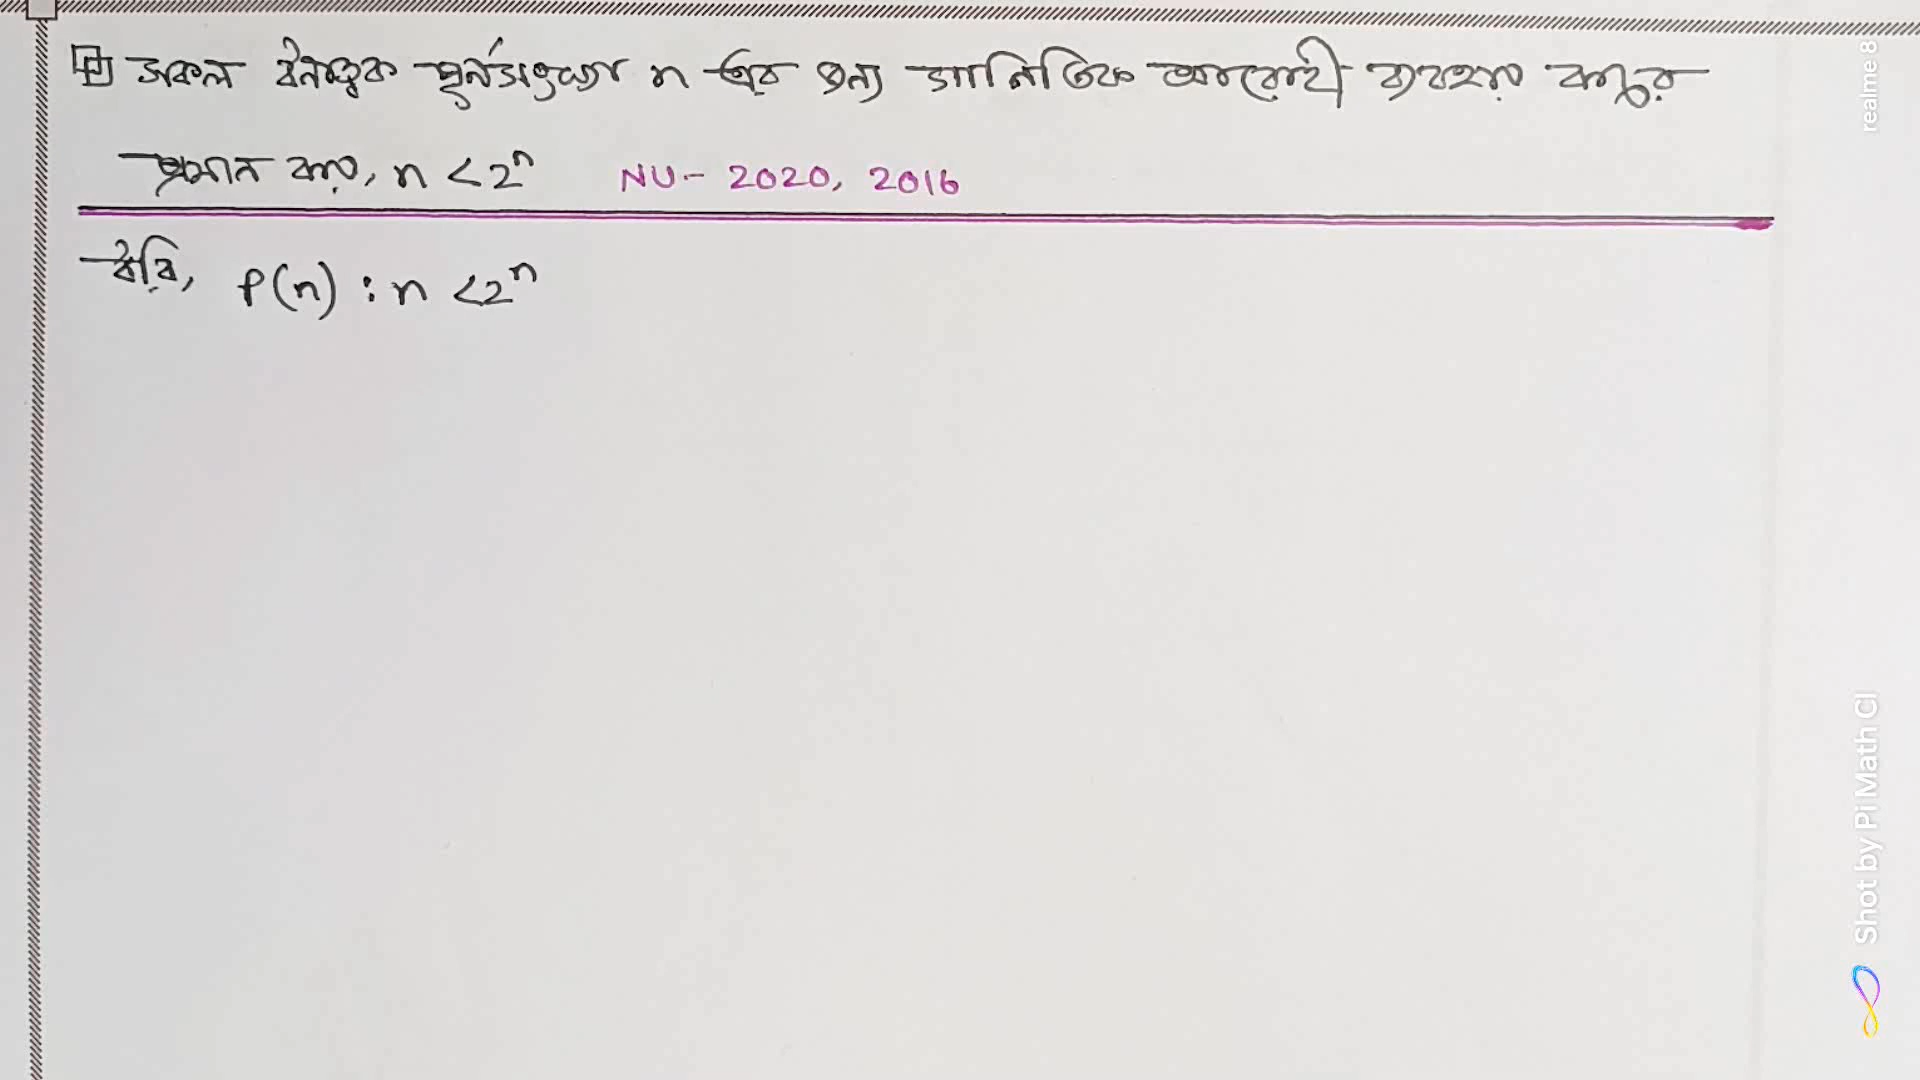 সকল ধনাত্মক পূর্নসংখ্যা n এর জন্য গানিতিক আরোহী ব্যবহার করে
প্রমান কর, n < 2ⁿ NU- 2020, 2016
ধরি, P(n) : n < 2ⁿ
realme 8
Shot by Pi Math Cl